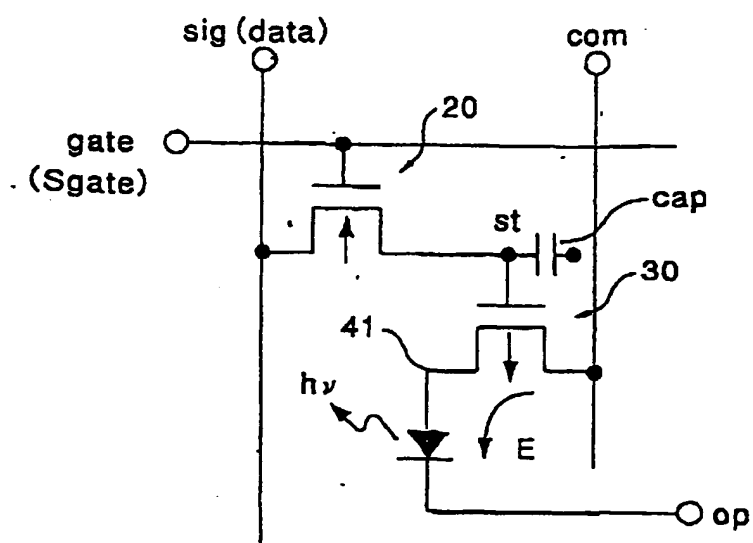 sig (data)
com
20
gate
(Sgate)
cap
st
30
41
hν
E
op